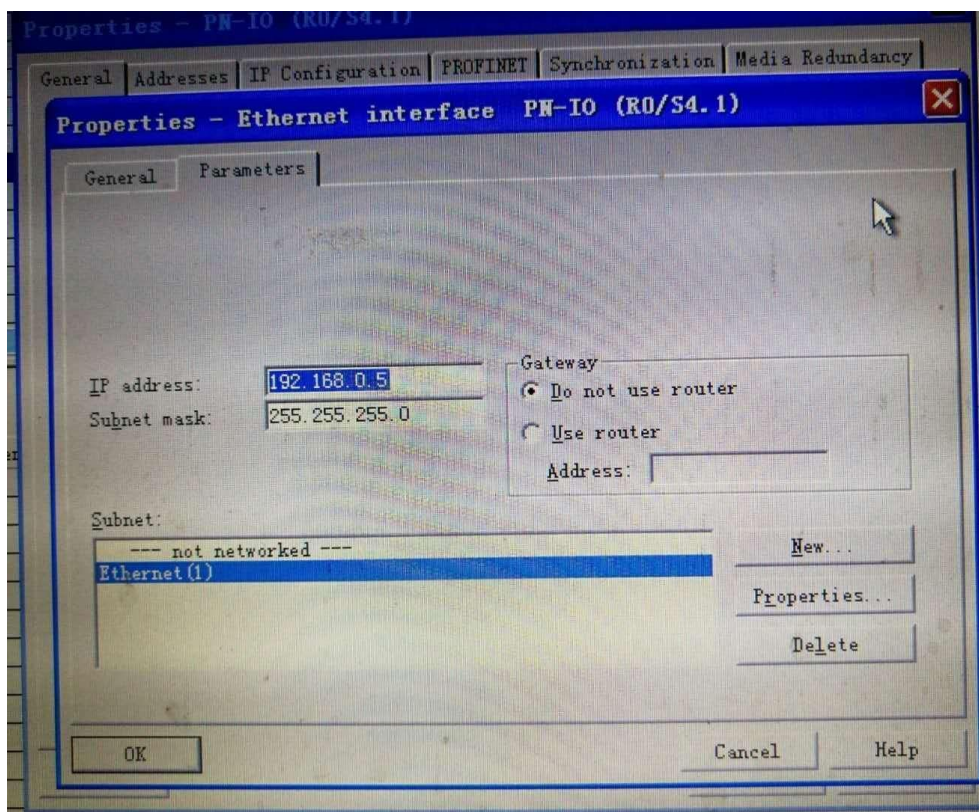 Properties - PN-IO (R0/S4.1)
General Addresses IP Configuration PROFINET Synchronization Media Redundancy
Properties - Ethernet interface PN-IO (R0/S4.1)
General Parameters
Gateway
IP address: 192.168.0.5
Do not use router
Subnet mask: 255.255.255.0
Use router
Address:
Subnet:
--- not networked ---
New...
Ethernet(1)
Properties...
Delete
OK Cancel Help